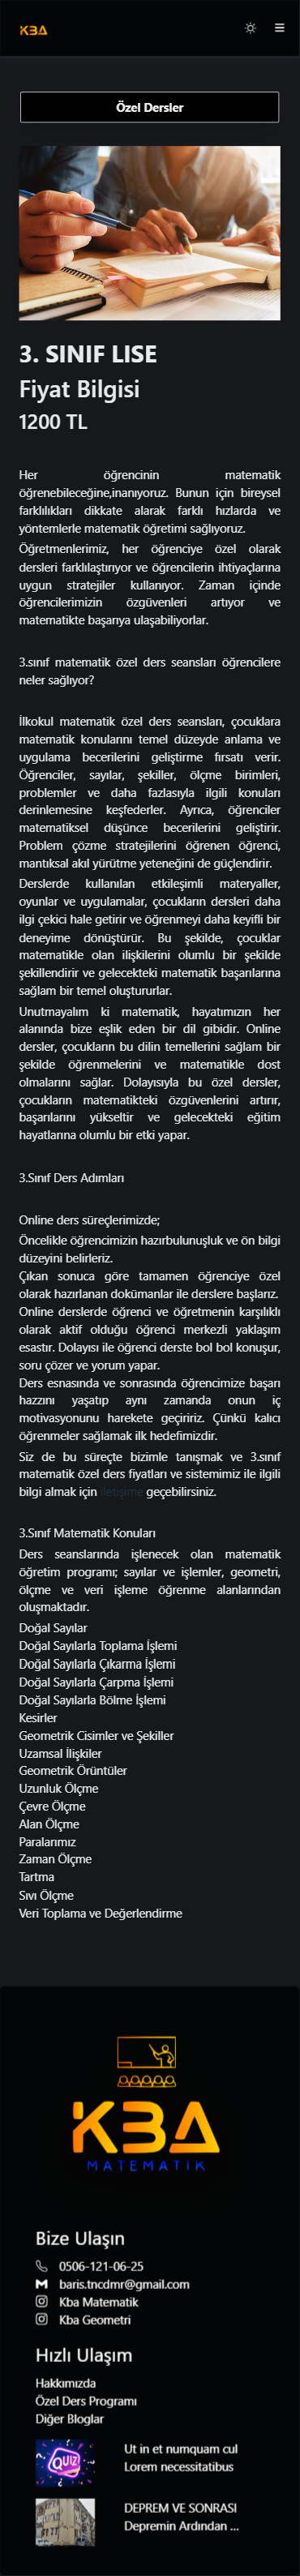 KBA
Özel Dersler
3. SINIF LISE
Fiyat Bilgisi
1200 TL
Her öğrencinin matematik
öğrenebileceğine,inanıyoruz. Bunun için bireysel
farklılıkları dikkate alarak farklı hızlarda ve
yöntemlerle matematik öğretimi sağlıyoruz.
Öğretmenlerimiz, her öğrenciye özel olarak
dersleri farklılaştırıyor ve öğrencilerin ihtiyaçlarına
uygun stratejiler kullanıyor. Zaman içinde
öğrencilerimizin özgüvenleri artıyor ve
matematikte başarıya ulaşabiliyorlar.
3.sınıf matematik özel ders seansları öğrencilere
neler sağlıyor?
İlkokul matematik özel ders seansları, çocuklara
matematik konularını temel düzeyde anlama ve
uygulama becerilerini geliştirme fırsatı verir.
Öğrenciler, sayılar, şekiller, ölçme birimleri,
problemler ve daha fazlasıyla ilgili konuları
derinlemesine keşfederler. Ayrıca, öğrenciler
matematiksel düşünce becerilerini geliştirir.
Problem çözme stratejilerini öğrenen öğrenci,
mantıksal akıl yürütme yeteneğini de güçlendirir.
Derslerde kullanılan etkileşimli materyaller,
oyunlar ve uygulamalar, çocukların dersleri daha
ilgi çekici hale getirir ve öğrenmeyi daha keyifli bir
deneyime dönüştürür. Bu şekilde, çocuklar
matematikle olan ilişkilerini olumlu bir şekilde
şekillendirir ve gelecekteki matematik başarılarına
sağlam bir temel oluştururlar.
Unutmayalım ki matematik, hayatımızın her
alanında bize eşlik eden bir dil gibidir. Online
dersler, çocukların bu dilin temellerini sağlam bir
şekilde öğrenmelerini ve matematikle dost
olmalarını sağlar. Dolayısıyla bu özel dersler,
çocukların matematikteki özgüvenlerini artırır,
başarılarını yükseltir ve gelecekteki eğitim
hayatlarına olumlu bir etki yapar.
3.Sınıf Ders Adımları
Online ders süreçlerimizde;
Öncelikle öğrencimizin hazırbulunuşluk ve ön bilgi
düzeyini belirleriz.
Çıkan sonuca göre tamamen öğrenciye özel
olarak hazırlanan dokümanlar ile derslere başlarız.
Online derslerde öğrenci ve öğretmenin karşılıklı
olarak aktif olduğu öğrenci merkezli yaklaşım
esastır. Dolayısı ile öğrenci derste bol bol konuşur,
soru çözer ve yorum yapar.
Ders esnasında ve sonrasında öğrencimize başarı
hazzını yaşatıp aynı zamanda onun iç
motivasyonunu harekete geçiririz. Çünkü kalıcı
öğrenmeler sağlamak ilk hedefimizdir.
Siz de bu süreçte bizimle tanışmak ve 3.sınıf
matematik özel ders fiyatları ve sistemimiz ile ilgili
bilgi almak için iletişime geçebilirsiniz.
3.Sınıf Matematik Konuları
Ders seanslarında işlenecek olan matematik
öğretim programı; sayılar ve işlemler, geometri,
ölçme ve veri işleme öğrenme alanlarından
oluşmaktadır.
Doğal Sayılar
Doğal Sayılarla Toplama İşlemi
Doğal Sayılarla Çıkarma İşlemi
Doğal Sayılarla Çarpma İşlemi
Doğal Sayılarla Bölme İşlemi
Kesirler
Geometrik Cisimler ve Şekiller
Uzamsal İlişkiler
Geometrik Örüntüler
Uzunluk Ölçme
Çevre Ölçme
Alan Ölçme
Paralarımız
Zaman Ölçme
Tartma
Sıvı Ölçme
Veri Toplama ve Değerlendirme
KBA
MATEMATIK
Bize Ulaşın
0506-121-06-25
baris.tncdmr@gmail.com
Kba Matematik
Kba Geometri
Hızlı Ulaşım
Hakkımızda
Özel Ders Programı
Diğer Bloglar
QUIZ
Ut in et numquam cul
Lorem necessitatibus
DEPREM VE SONRASI
Depremin Ardından ...